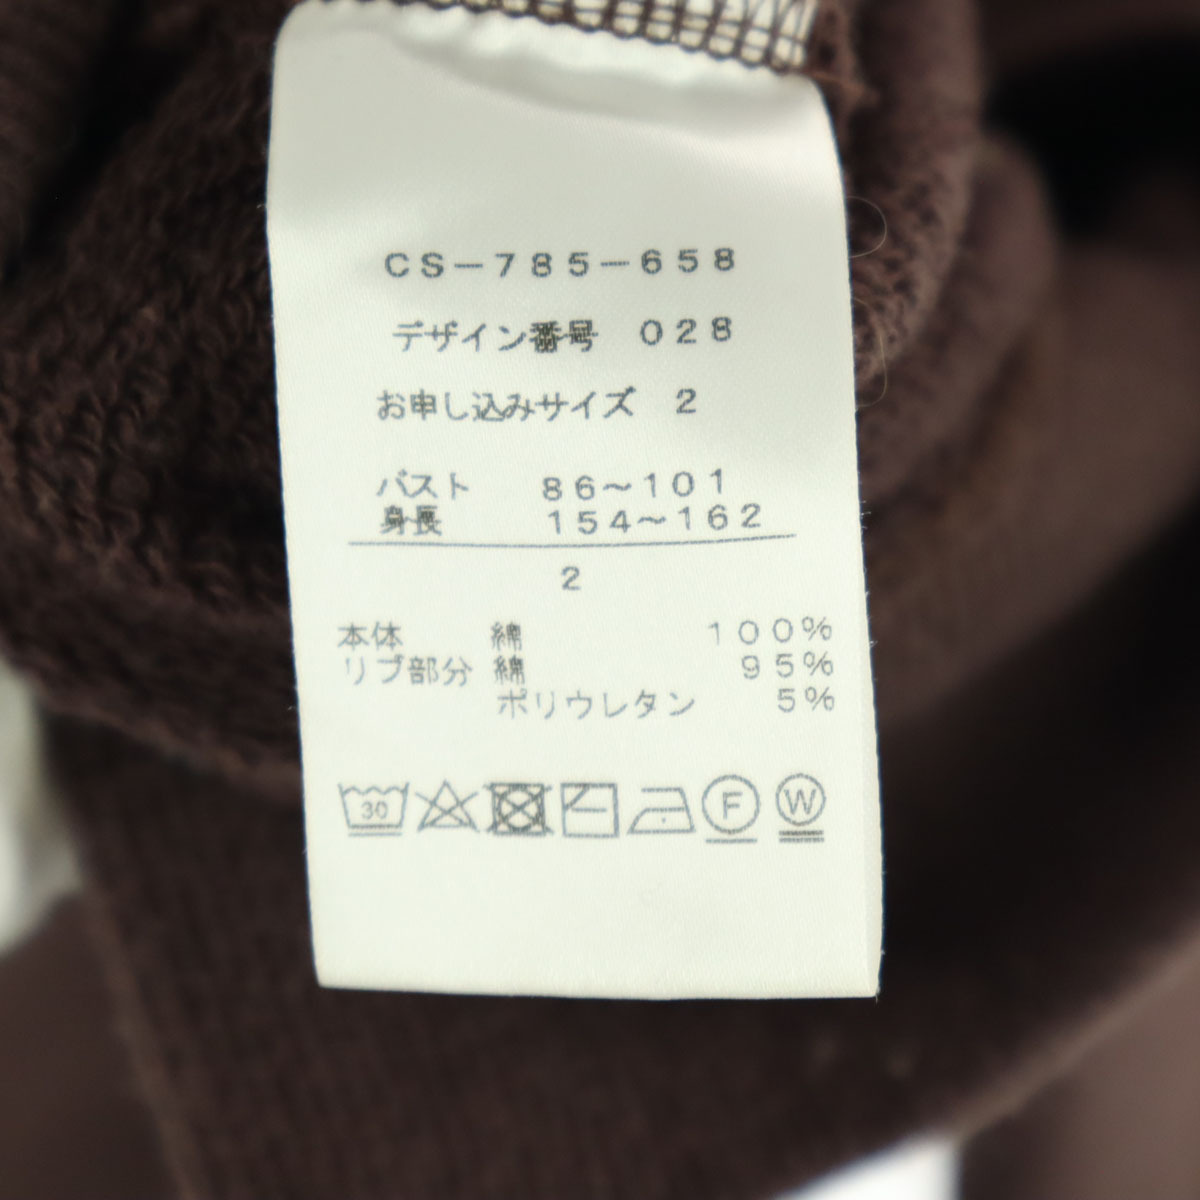 CS-785-658
デザイン番号 028
お申し込みサイズ 2
バスト 86~101
身長 154~162
2
本体 綿 100%
リブ部分 綿 95%
ポリウレタン 5%
30 F W